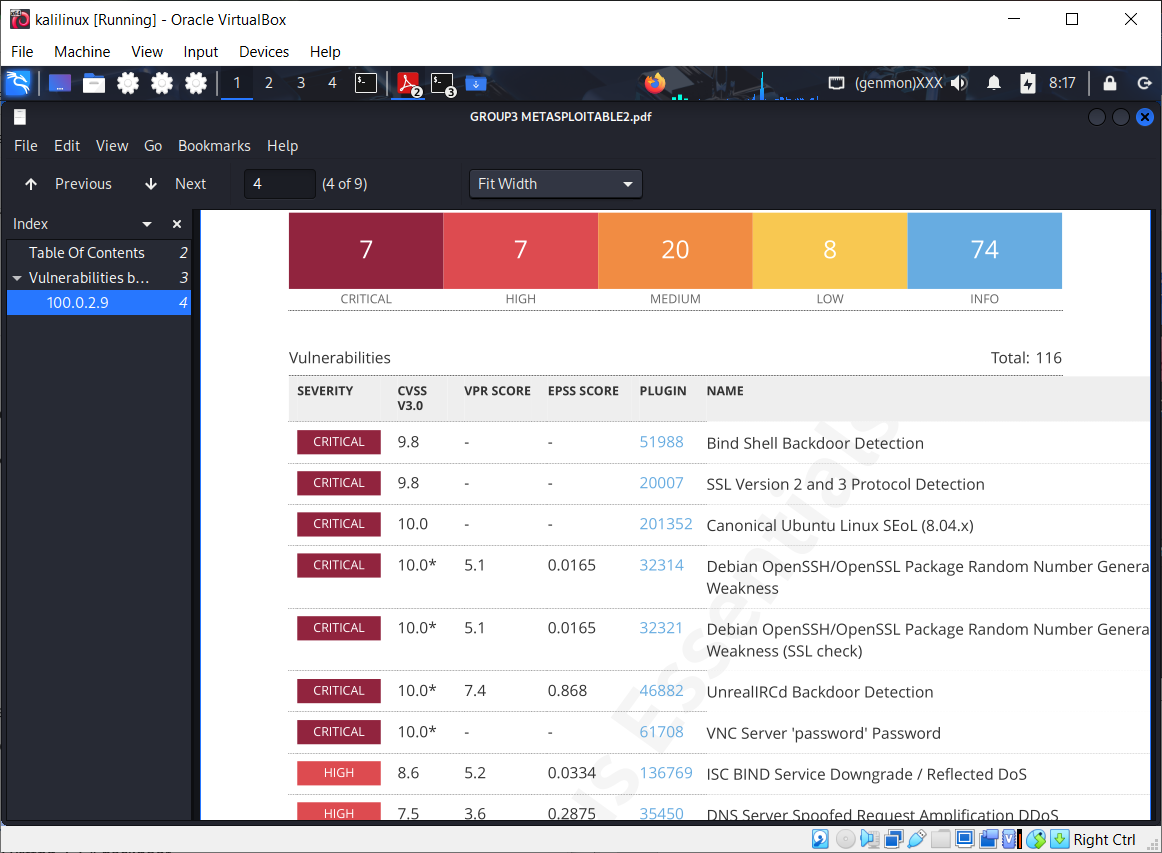 kalilinux [Running] - Oracle VirtualBox
File Machine View Input Devices Help
1 2 3 4 2 3 (genmon)XXX 8:17
GROUP3 METASPLOITABLE2.pdf
File Edit View Go Bookmarks Help
Previous Next 4 (4 of 9) Fit Width
Index
Table Of Contents 2
Vulnerabilities b... 3
100.0.2.9 4
7 7 20 8 74
CRITICAL HIGH MEDIUM LOW INFO
Vulnerabilities Total: 116
SEVERITY CVSS V3.0 VPR SCORE EPSS SCORE PLUGIN NAME
CRITICAL 9.8 - - 51988 Bind Shell Backdoor Detection
CRITICAL 9.8 - - 20007 SSL Version 2 and 3 Protocol Detection
CRITICAL 10.0 - - 201352 Canonical Ubuntu Linux SEoL (8.04.x)
CRITICAL 10.0* 5.1 0.0165 32314 Debian OpenSSH/OpenSSL Package Random Number Genera
Weakness
CRITICAL 10.0* 5.1 0.0165 32321 Debian OpenSSH/OpenSSL Package Random Number Genera
Weakness (SSL check)
CRITICAL 10.0* 7.4 0.868 46882 UnrealIRCd Backdoor Detection
CRITICAL 10.0* - - 61708 VNC Server 'password' Password
HIGH 8.6 5.2 0.0334 136769 ISC BIND Service Downgrade / Reflected DoS
HIGH 7.5 3.6 0.2875 35450 DNS Server Spoofed Request Amplification DDoS
us Essentials
Right Ctrl